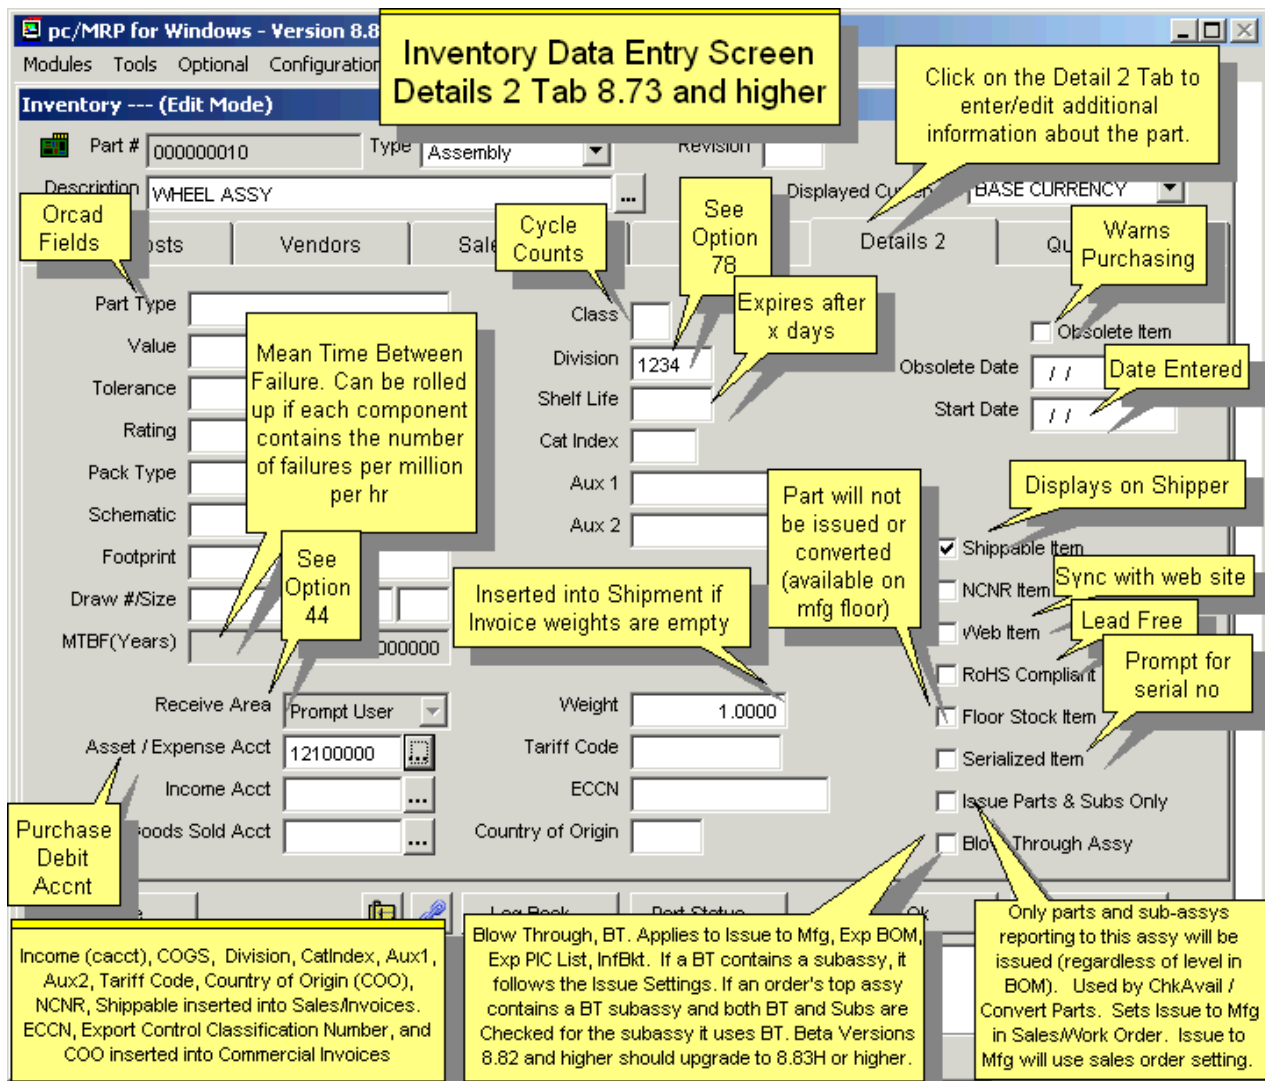 pc/MRP for Windows - Version 8.8
Inventory Data Entry Screen
Details 2 Tab 8.73 and higher
Modules Tools Optional Configuration
Click on the Detail 2 Tab to
enter/edit additional
information about the part.
Inventory --- (Edit Mode)
Part # 000000010 Type Assembly Revision
Description WHEEL ASSY ... Displayed BASE CURRENCY
Orcad
Fields
Cycle
Counts
See
Option
78
Warns
Purchasing
Vendors Details 2
Expires after
x days
Part Type
Value
Tolerance
Rating
Pack Type
Schematic
Footprint
Draw #/Size
MTBF(Years) 000000
Mean Time Between
Failure. Can be rolled
up if each component
contains the number
of failures per million
per hr
See
Option
44
Class
Division 1234
Shelf Life
Cat Index
Aux 1
Aux 2
Obsolete Item
Obsolete Date / /
Date Entered
Start Date / /
Inserted into Shipment if
Invoice weights are empty
Part will not
be issued or
converted
(available on
mfg floor)
Displays on Shipper
Shippable Item
NCNR Item
Sync with web site
Web Item
Lead Free
RoHS Compliant
Prompt for
serial no
Floor Stock Item
Serialized Item
Issue Parts & Subs Only
Blow Through Assy
Receive Area Prompt User
Asset / Expense Acct 12100000 ...
Income Acct ...
Goods Sold Acct ...
Weight 1.0000
Tariff Code
ECCN
Country of Origin
Purchase
Debit
Accnt
Log Book Part Status Ok
Income (cacct), COGS, Division, CatIndex, Aux1,
Aux2, Tariff Code, Country of Origin (COO),
NCNR, Shippable inserted into Sales/Invoices.
ECCN, Export Control Classification Number, and
COO inserted into Commercial Invoices
Blow Through, BT. Applies to Issue to Mfg, Exp BOM,
Exp PIC List, InfBkt. If a BT contains a subassy, it
follows the Issue Settings. If an order's top assy
contains a BT subassy and both BT and Subs are
Checked for the subassy it uses BT. Beta Versions
8.82 and higher should upgrade to 8.83H or higher.
Only parts and sub-assys
reporting to this assy will be
issued (regardless of level in
BOM). Used by ChkAvail /
Convert Parts. Sets Issue to Mfg
in Sales/Work Order. Issue to
Mfg will use sales order setting.